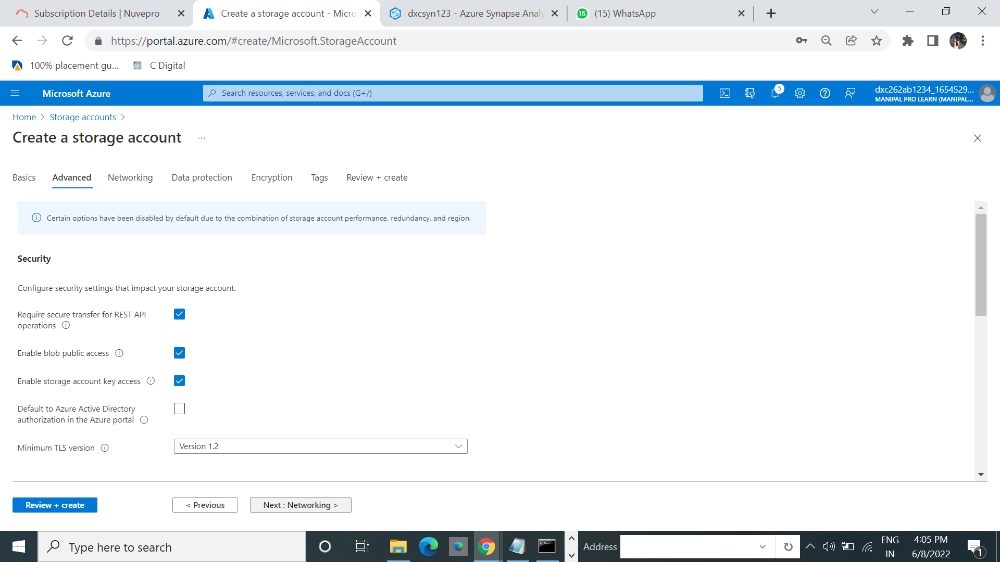 Subscription Details | Nuvepro
Create a storage account - Micro
dxcsyn123 - Azure Synapse Analy
15
(15) WhatsApp
https://portal.azure.com/#create/Microsoft.StorageAccount
100% placement gu...
C Digital
Microsoft Azure
Search resources, services, and docs (G+/)
5
dxc262ab1234_1654529...
MANIPAL PRO LEARN (MANIPAL...
Home > Storage accounts >
Create a storage account ...
Basics
Advanced
Networking
Data protection
Encryption
Tags
Review + create
Certain options have been disabled by default due to the combination of storage account performance, redundancy, and region.
Security
Configure security settings that impact your storage account.
Require secure transfer for REST API
operations
Enable blob public access
Enable storage account key access
Default to Azure Active Directory
authorization in the Azure portal
Minimum TLS version
Version 1.2
Review + create
< Previous
Next : Networking >
Type here to search
Address
ENG
IN
4:05 PM
6/8/2022
1